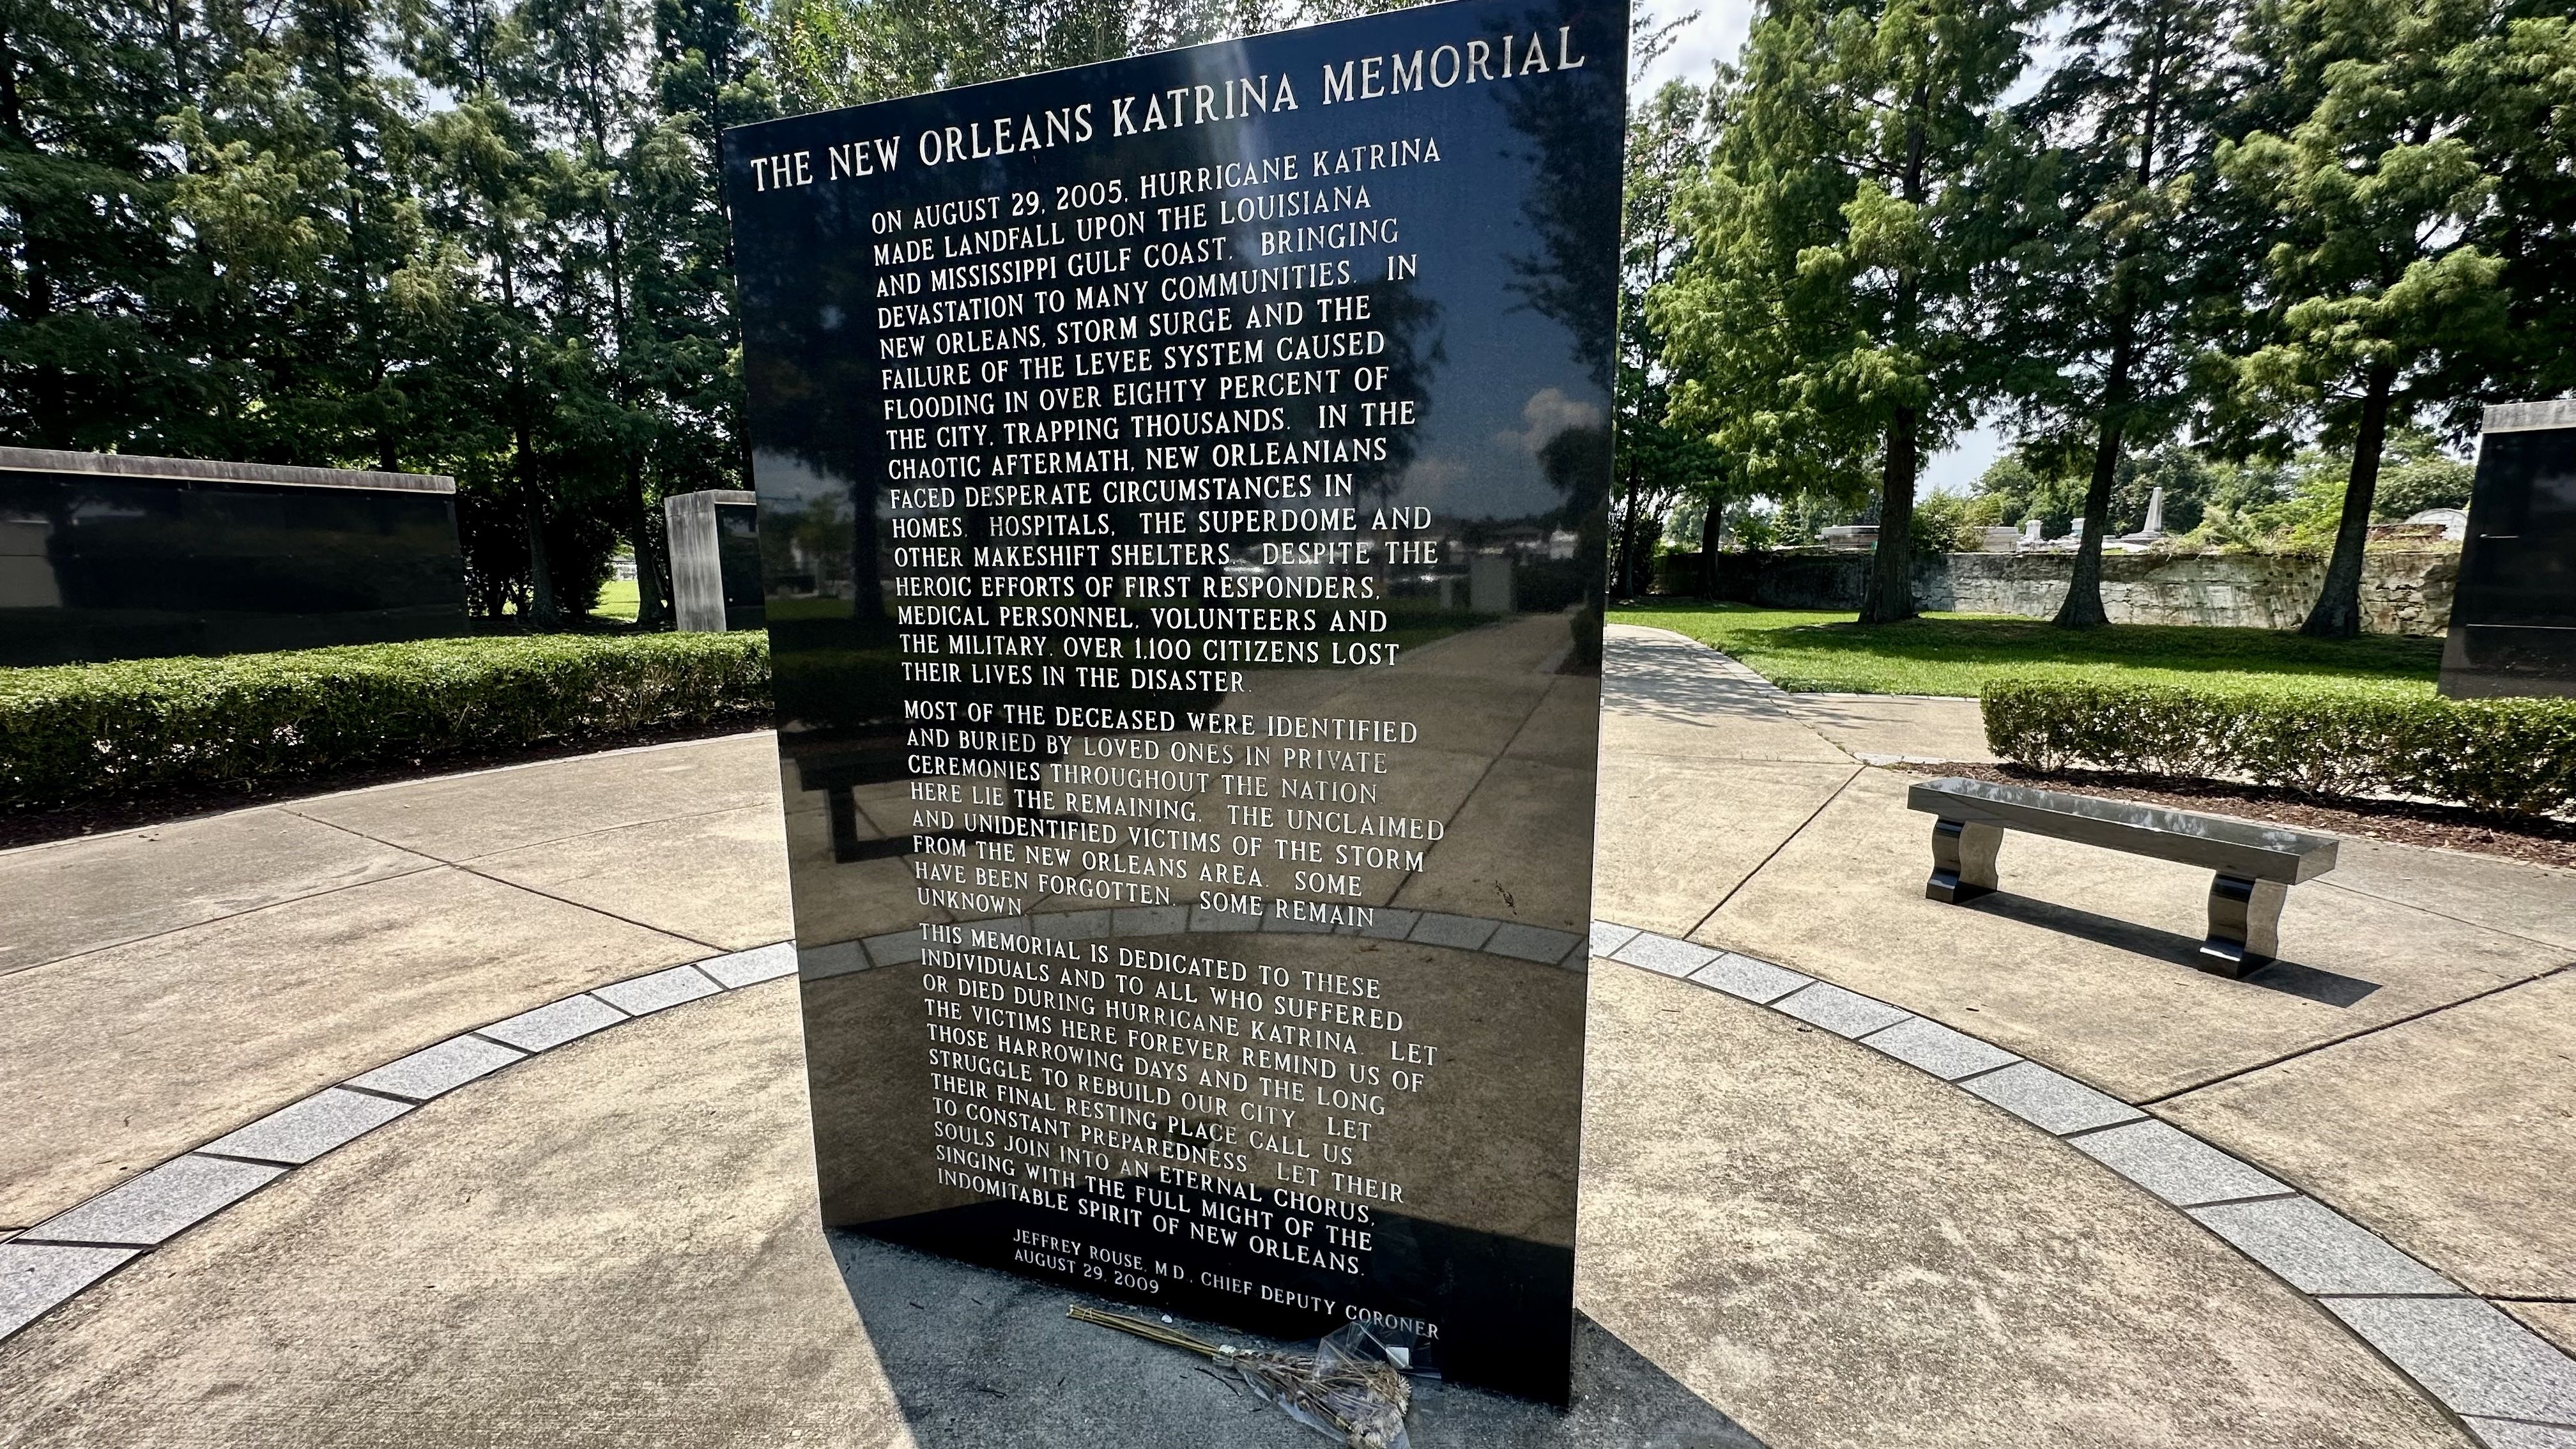 THE NEW ORLEANS KATRINA MEMORIAL
ON AUGUST 29, 2005, HURRICANE KATRINA
MADE LANDFALL UPON THE LOUISIANA
AND MISSISSIPPI GULF COAST, BRINGING
DEVASTATION TO MANY COMMUNITIES. IN
NEW ORLEANS, STORM SURGE AND THE
FAILURE OF THE LEVEE SYSTEM CAUSED
FLOODING IN OVER EIGHTY PERCENT OF
THE CITY, TRAPPING THOUSANDS. IN THE
CHAOTIC AFTERMATH, NEW ORLEANIANS
FACED DESPERATE CIRCUMSTANCES IN
HOMES, HOSPITALS, THE SUPERDOME AND
OTHER MAKESHIFT SHELTERS. DESPITE THE
HEROIC EFFORTS OF FIRST RESPONDERS,
MEDICAL PERSONNEL, VOLUNTEERS AND
THE MILITARY, OVER 1,100 CITIZENS LOST
THEIR LIVES IN THE DISASTER.
MOST OF THE DECEASED WERE IDENTIFIED
AND BURIED BY LOVED ONES IN PRIVATE
CEREMONIES THROUGHOUT THE NATION.
HERE LIE THE REMAINING. THE UNCLAIMED
AND UNIDENTIFIED VICTIMS OF THE STORM
FROM THE NEW ORLEANS AREA. SOME
HAVE BEEN FORGOTTEN. SOME REMAIN
UNKNOWN.
THIS MEMORIAL IS DEDICATED TO THESE
INDIVIDUALS AND TO ALL WHO SUFFERED
OR DIED DURING HURRICANE KATRINA. LET
THE VICTIMS HERE FOREVER REMIND US OF
THOSE HARROWING DAYS AND THE LONG
STRUGGLE TO REBUILD OUR CITY. LET
THEIR FINAL RESTING PLACE CALL US
TO CONSTANT PREPAREDNESS. LET THEIR
SOULS JOIN INTO AN ETERNAL CHORUS,
SINGING WITH THE FULL MIGHT OF THE
INDOMITABLE SPIRIT OF NEW ORLEANS.
JEFFREY ROUSE, M.D., CHIEF DEPUTY CORONER
AUGUST 29, 2009